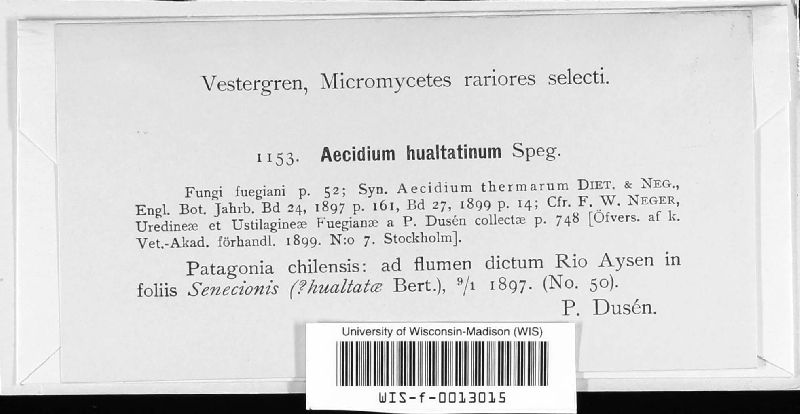 Vestergren, Micromycetes rariores selecti.
1153. Aecidium hualtatinum Speg.
Fungi fuegiani p. 52; Syn. Aecidium thermarum DIET. & NEG.,
Engl. Bot. Jahrb. Bd 24, 1897 p. 161, Bd 27, 1899 p. 14; Cfr. F. W. NEGER,
Uredineæ et Ustilagineæ Fuegianæ a P. Dusén collectæ p. 748 [Öfvers. af k.
Vet.-Akad. förhandl. 1899. N:o 7. Stockholm].
Patagonia chilensis: ad flumen dictum Rio Aysen in
foliis Senecionis (?hualtatæ Bert.), 9/1 1897. (No. 50).
P. Dusén.
University of Wisconsin-Madison (WIS)
WIS-f-0013015